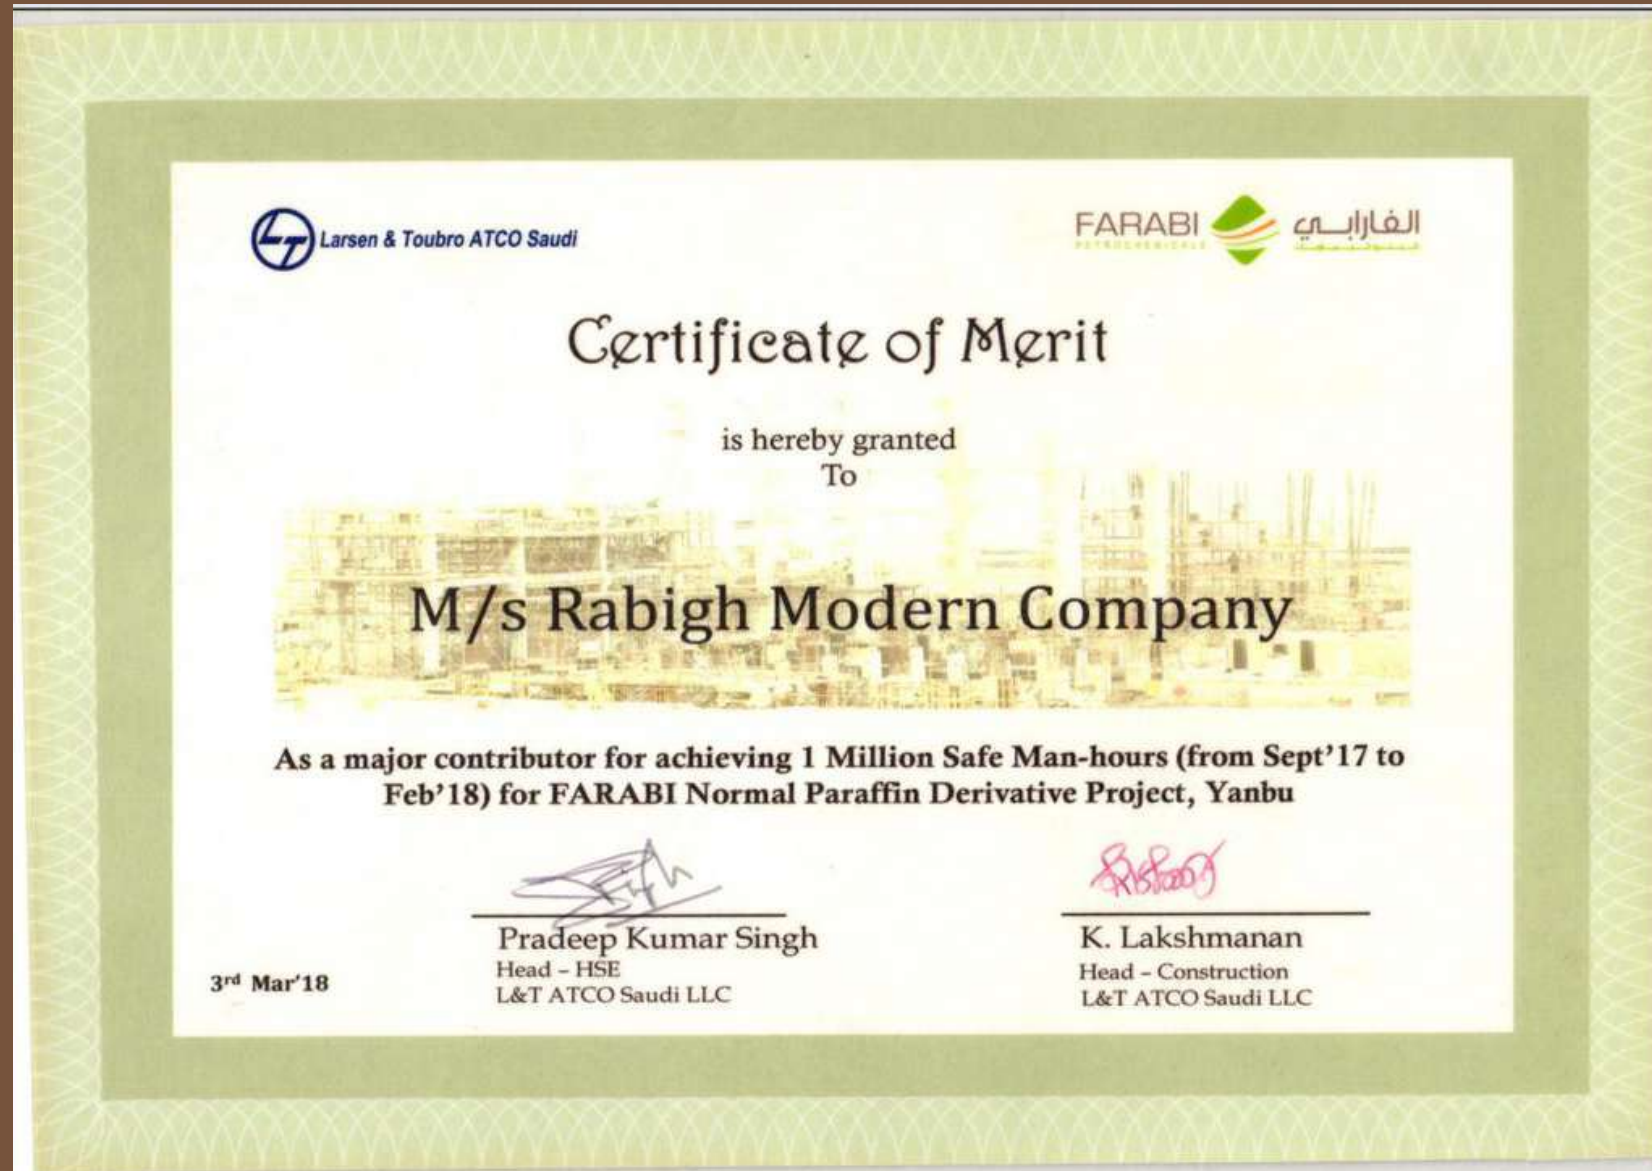 Larsen & Toubro ATCO Saudi
FARABI
PETROCHEMICALS
الفارابي
Certificate of Merit
is hereby granted
To
M/s Rabigh Modern Company
As a major contributor for achieving 1 Million Safe Man-hours (from Sept'17 to
Feb'18) for FARABI Normal Paraffin Derivative Project, Yanbu
Pradeep Kumar Singh
Head – HSE
L&T ATCO Saudi LLC
K. Lakshmanan
Head – Construction
L&T ATCO Saudi LLC
3rd Mar'18